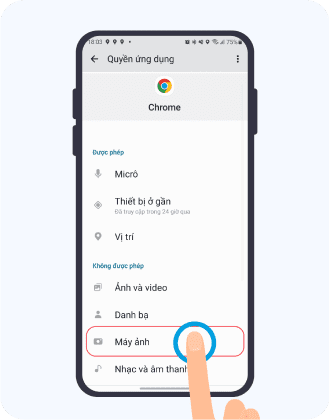 18:03 75%
Quyền ứng dụng
Chrome
Được phép
Micrô
Thiết bị ở gần
Đã truy cập trong 24 giờ qua
Vị trí
Không được phép
Ảnh và video
Danh bạ
Máy ảnh
Nhạc và âm thanh